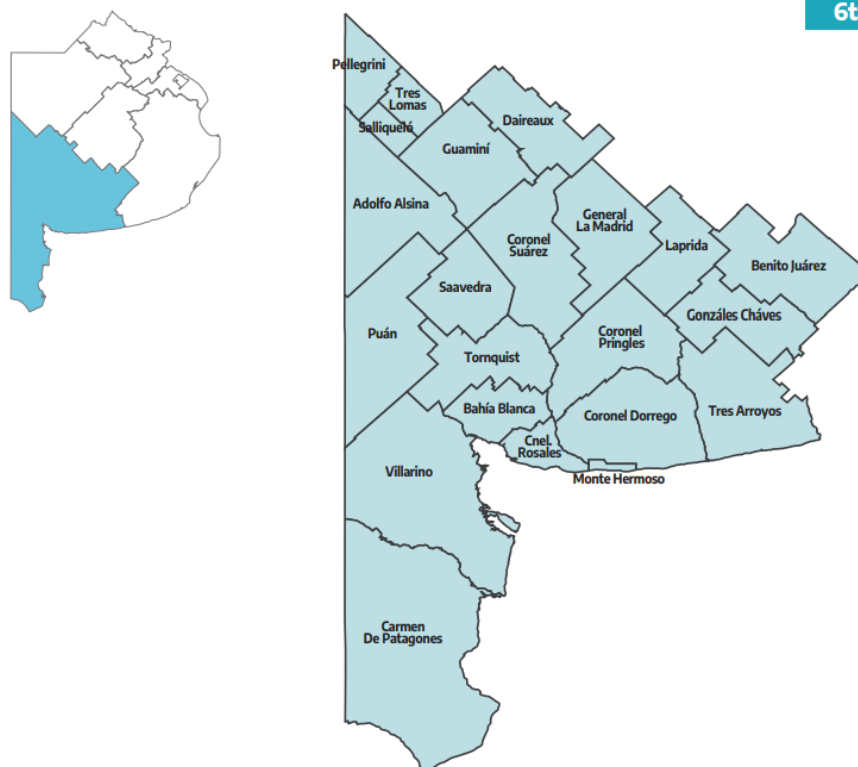 6t
Pellegrini
Tres
Lomas
Salliqueló
Daireaux
Guaminí
Adolfo Alsina
General
La Madrid
Coronel
Suárez
Laprida
Benito Juárez
Saavedra
Gonzáles Cháves
Puán
Coronel
Pringles
Tornquist
Bahía Blanca
Coronel Dorrego
Tres Arroyos
Cnel.
Rosales
Villarino
Monte Hermoso
Carmen
De Patagones